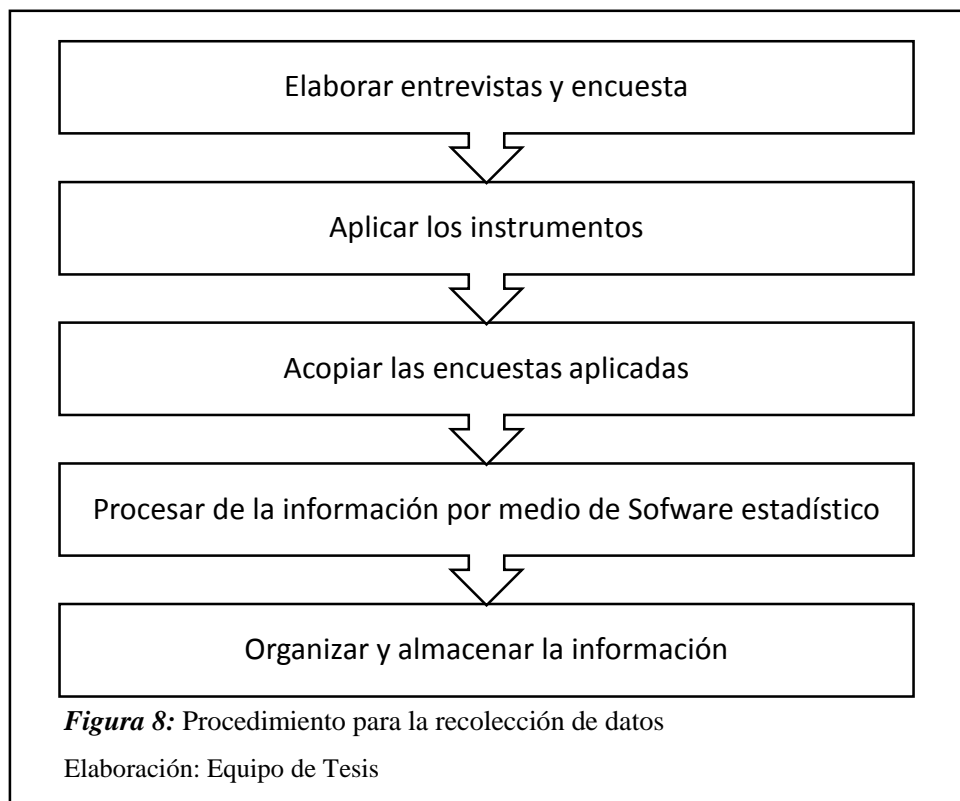 Elaborar entrevistas y encuesta
Aplicar los instrumentos
Acopiar las encuestas aplicadas
Procesar de la información por medio de Sofware estadístico
Organizar y almacenar la información
Figura 8: Procedimiento para la recolección de datos
Elaboración: Equipo de Tesis